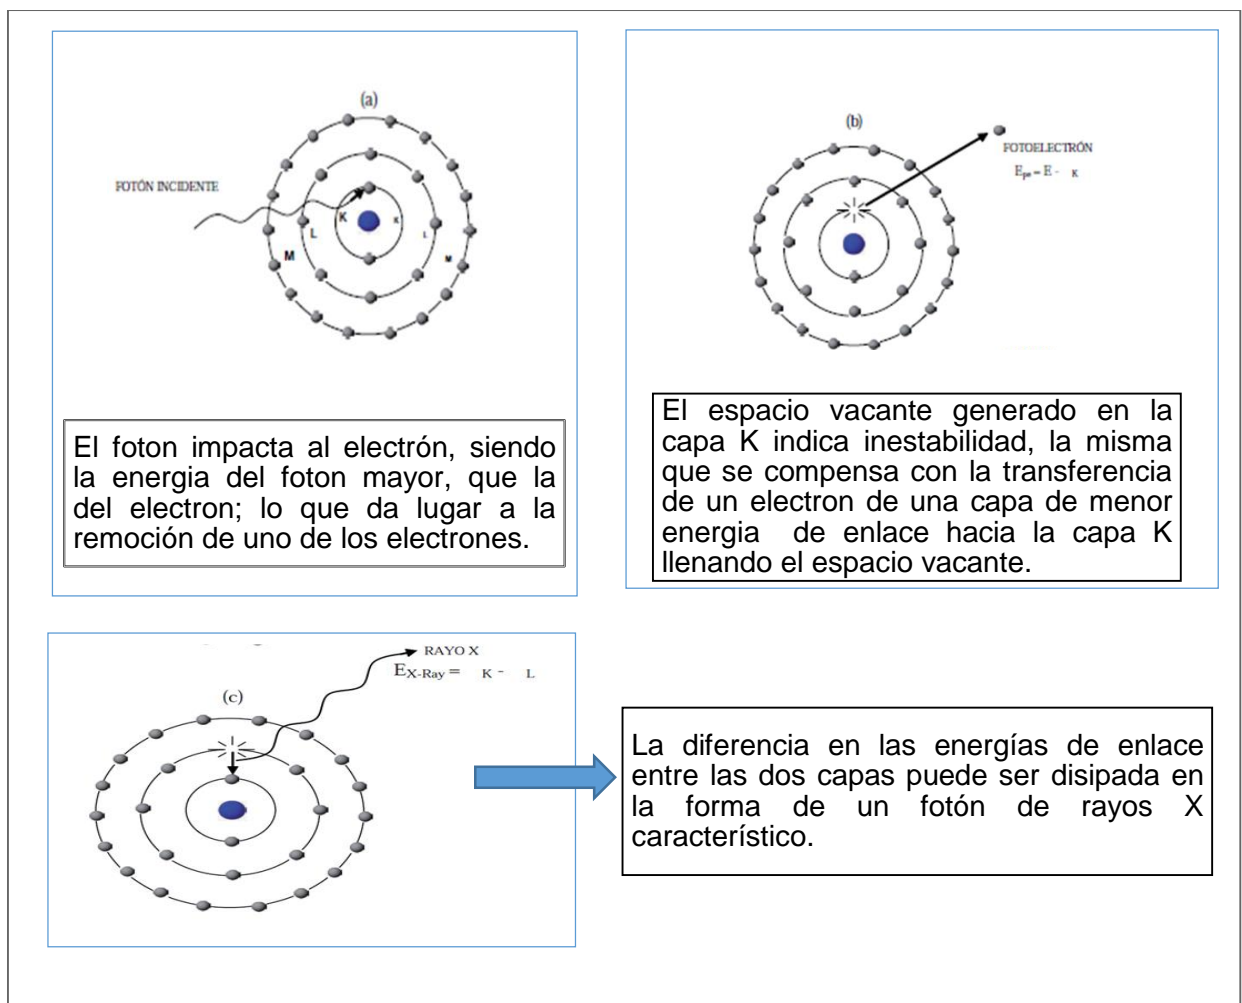 (a)
FOTÓN INCIDENTE
K
K
L
L
M
M
El foton impacta al electrón, siendo
la energia del foton mayor, que la
del electron; lo que da lugar a la
remoción de uno de los electrones.
(b)
FOTOELECTRÓN
Epe = E - K
El espacio vacante generado en la
capa K indica inestabilidad, la misma
que se compensa con la transferencia
de un electron de una capa de menor
energia de enlace hacia la capa K
llenando el espacio vacante.
RAYO X
EX-Ray = K - L
(c)
La diferencia en las energías de enlace
entre las dos capas puede ser disipada en
la forma de un fotón de rayos X
característico.